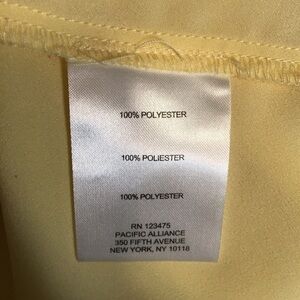 100% POLYESTER
100% POLIESTER
100% POLYESTER
RN 123475
PACIFIC ALLIANCE
350 FIFTH AVENUE
NEW YORK, NY 10118